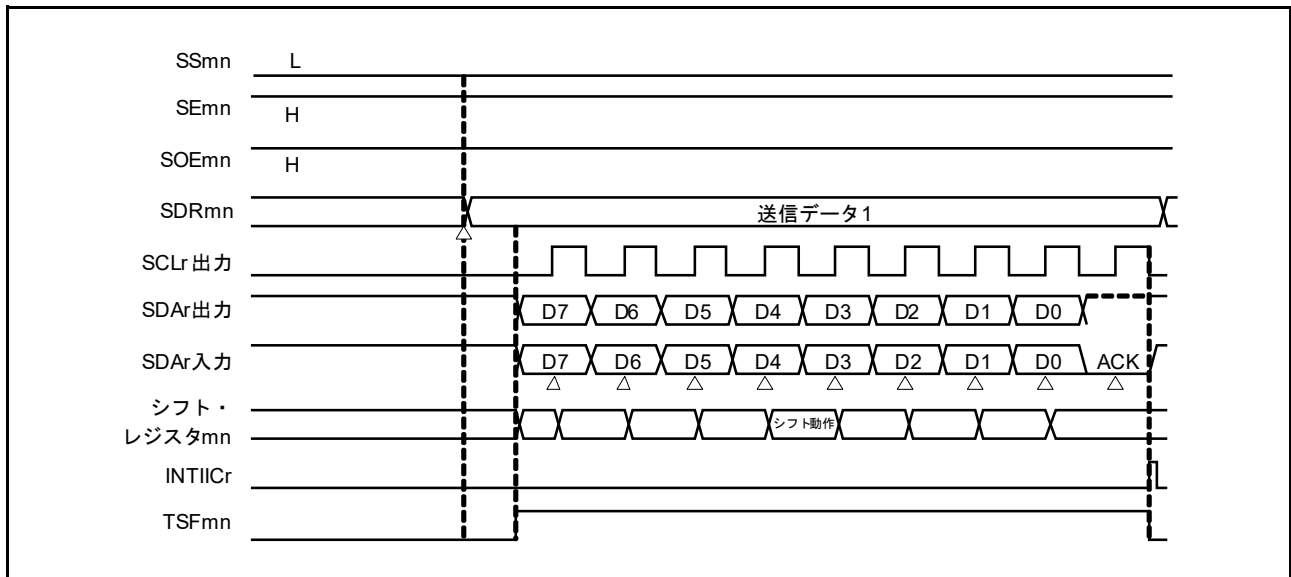 SSmn L
SEmn H
SOEmn H
SDRmn 送信データ1
SCLr出力
SDAr出力 D7 D6 D5 D4 D3 D2 D1 D0
SDAr入力 D7 D6 D5 D4 D3 D2 D1 D0 ACK
シフト・
レジスタmn シフト動作
INTIICr
TSFmn